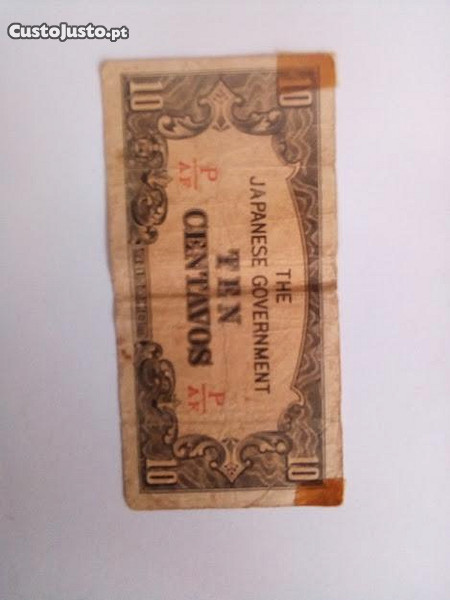 CustoJusto.pt
10 10
THE
JAPANESE GOVERNMENT
P/AF P/AF
TEN
CENTAVOS
10 10